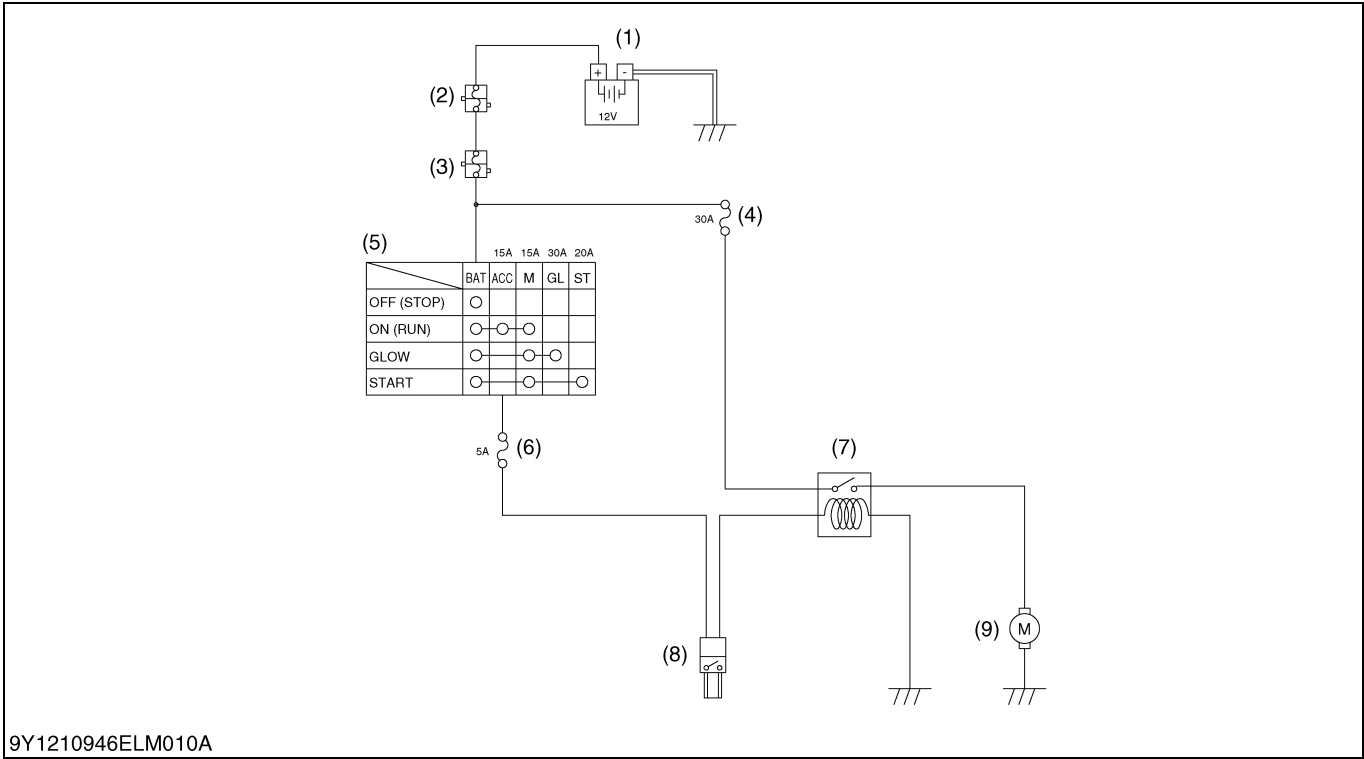 (1)
+ -
12V
(2)
(3)
30A (4)
(5)
15A 15A 30A 20A
BAT ACC M GL ST
OFF (STOP)
ON (RUN)
GLOW
START
5A (6)
(7)
(8)
(9) M
9Y1210946ELM010A